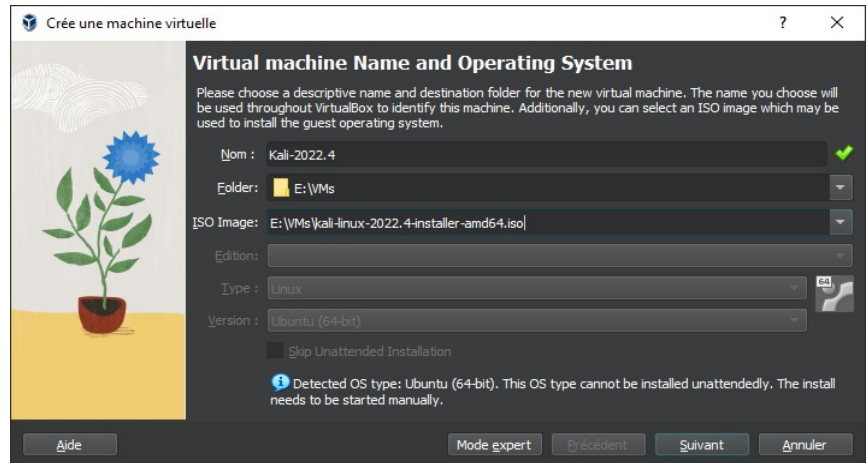 Crée une machine virtuelle
?
Virtual machine Name and Operating System
Please choose a descriptive name and destination folder for the new virtual machine. The name you choose will
be used throughout VirtualBox to identify this machine. Additionally, you can select an ISO image which may be
used to install the guest operating system.
Nom : Kali-2022.4
Folder: E:\VMs
ISO Image: E:\VMs\kali-linux-2022.4-installer-amd64.iso
Edition:
Type : Linux
64
Version : Ubuntu (64-bit)
Skip Unattended Installation
Detected OS type: Ubuntu (64-bit). This OS type cannot be installed unattendedly. The install
needs to be started manually.
Aide Mode expert Précédent Suivant Annuler